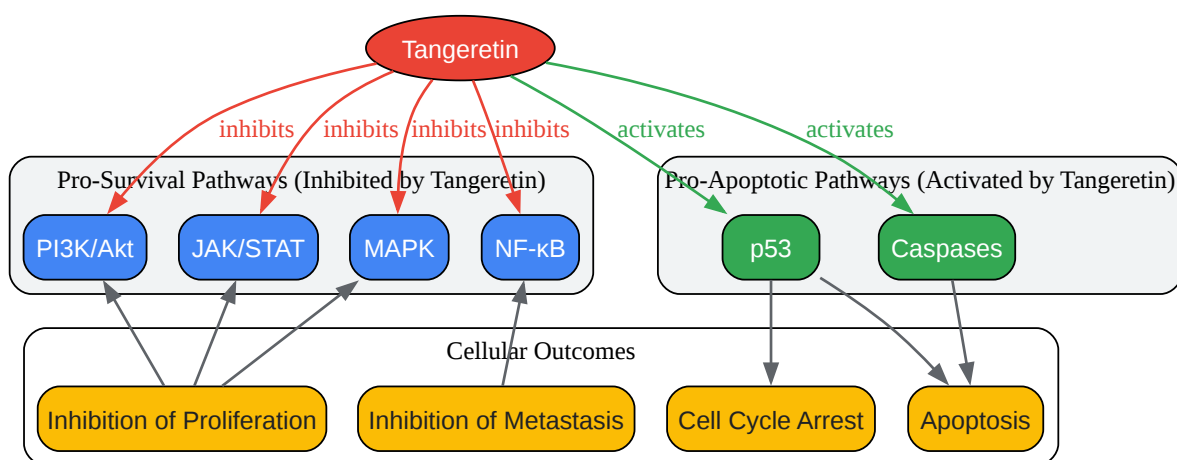 Tangeretin
inhibits inhibits inhibits inhibits activates activates
Pro-Survival Pathways (Inhibited by Tangeretin)
Pro-Apoptotic Pathways (Activated by Tangeretin)
PI3K/Akt
JAK/STAT
MAPK
NF-κB
p53
Caspases
Cellular Outcomes
Inhibition of Proliferation
Inhibition of Metastasis
Cell Cycle Arrest
Apoptosis